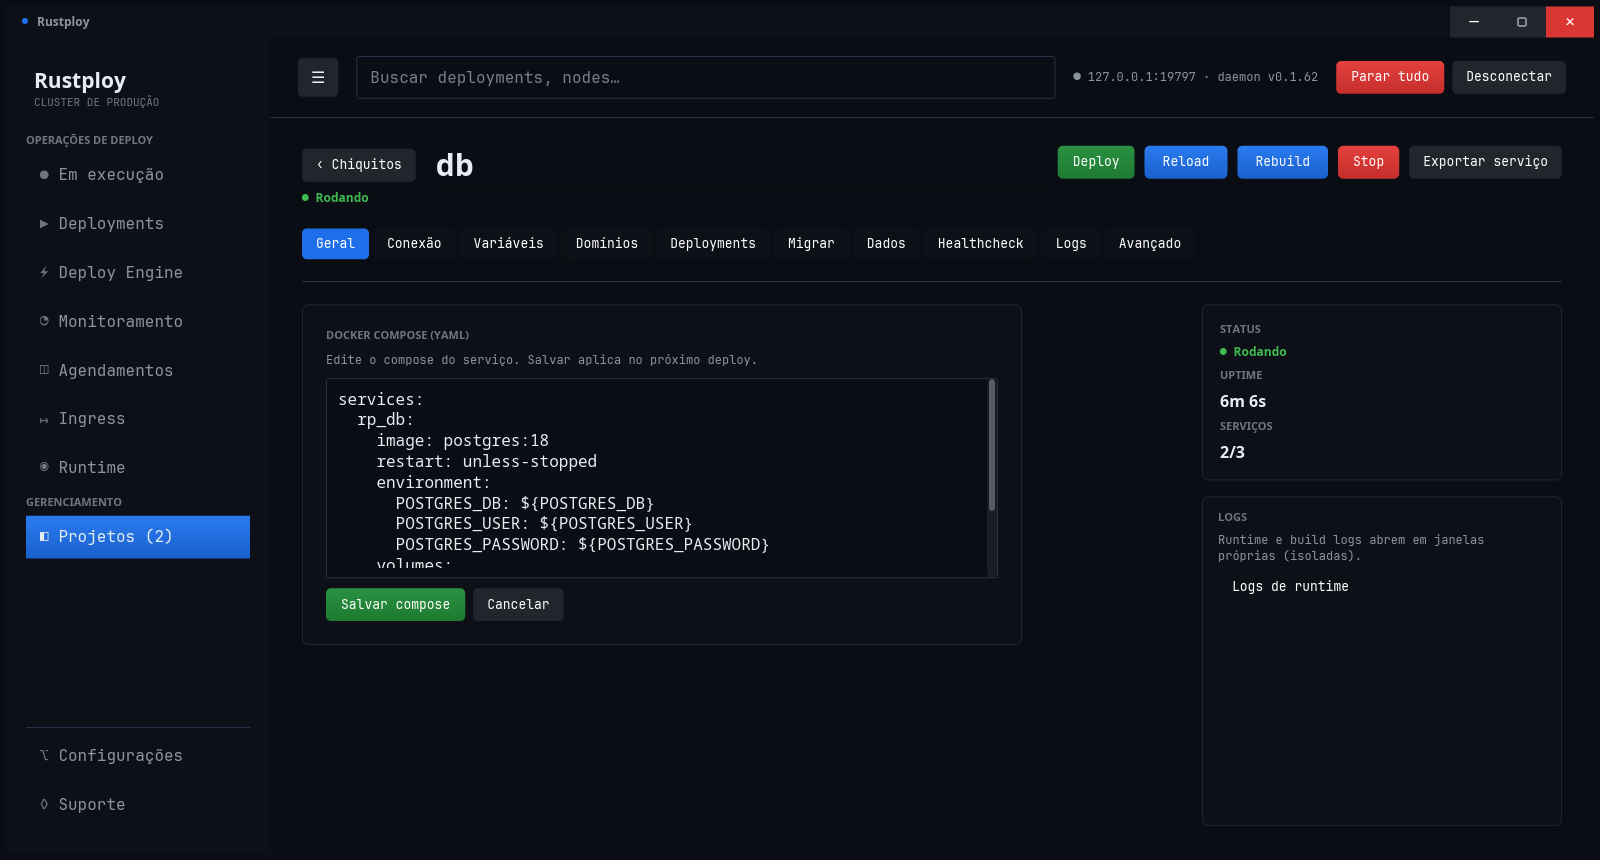 Rustploy
Rustploy
CLUSTER DE PRODUÇÃO
OPERAÇÕES DE DEPLOY
Em execução
Deployments
Deploy Engine
Monitoramento
Agendamentos
Ingress
Runtime
GERENCIAMENTO
Projetos (2)
Configurações
Suporte
Buscar deployments, nodes…
127.0.0.1:19797 · daemon v0.1.62
Parar tudo
Desconectar
‹ Chiquitos
db
Rodando
Deploy
Reload
Rebuild
Stop
Exportar serviço
Geral
Conexão
Variáveis
Domínios
Deployments
Migrar
Dados
Healthcheck
Logs
Avançado
DOCKER COMPOSE (YAML)
Edite o compose do serviço. Salvar aplica no próximo deploy.
services:
  rp_db:
    image: postgres:18
    restart: unless-stopped
    environment:
      POSTGRES_DB: ${POSTGRES_DB}
      POSTGRES_USER: ${POSTGRES_USER}
      POSTGRES_PASSWORD: ${POSTGRES_PASSWORD}
    volumes:
Salvar compose
Cancelar
STATUS
Rodando
UPTIME
6m 6s
SERVIÇOS
2/3
LOGS
Runtime e build logs abrem em janelas
próprias (isoladas).
Logs de runtime